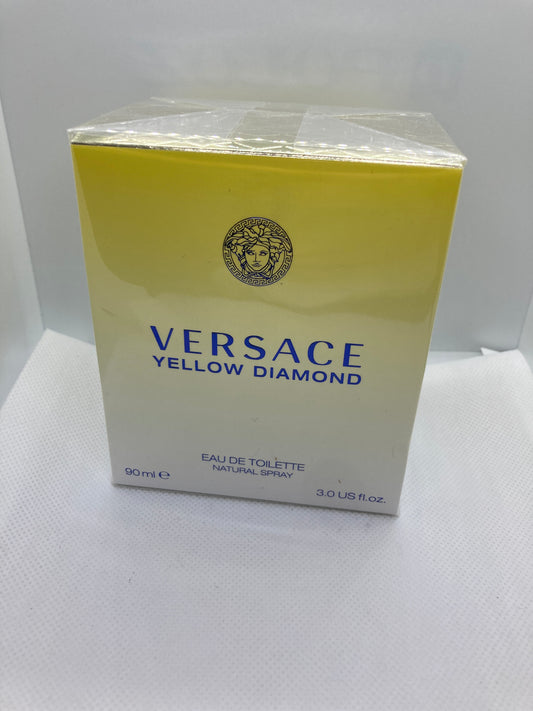 VERSACE
YELLOW DIAMOND
EAU DE TOILETTE
NATURAL SPRAY
90 ml ℮
3.0 US fl.oz.